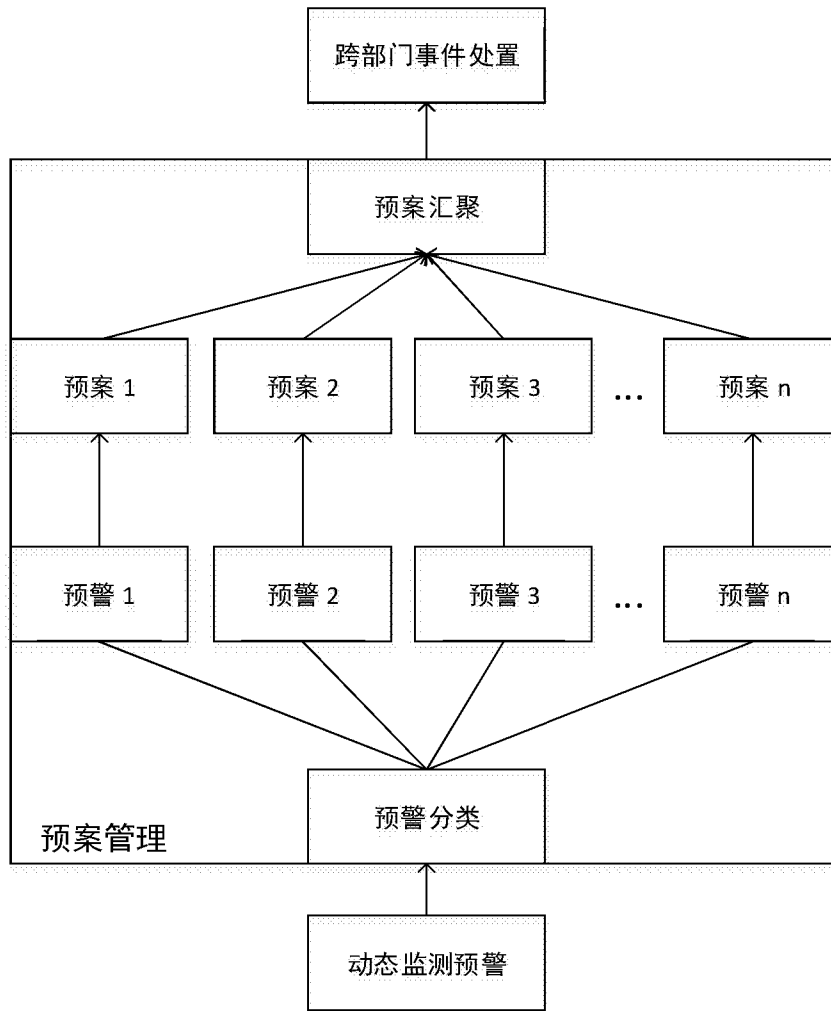 跨部门事件处置
预案汇聚
预案 1
预案 2
预案 3
...
预案 n
预警 1
预警 2
预警 3
...
预警 n
预警分类
预案管理
动态监测预警